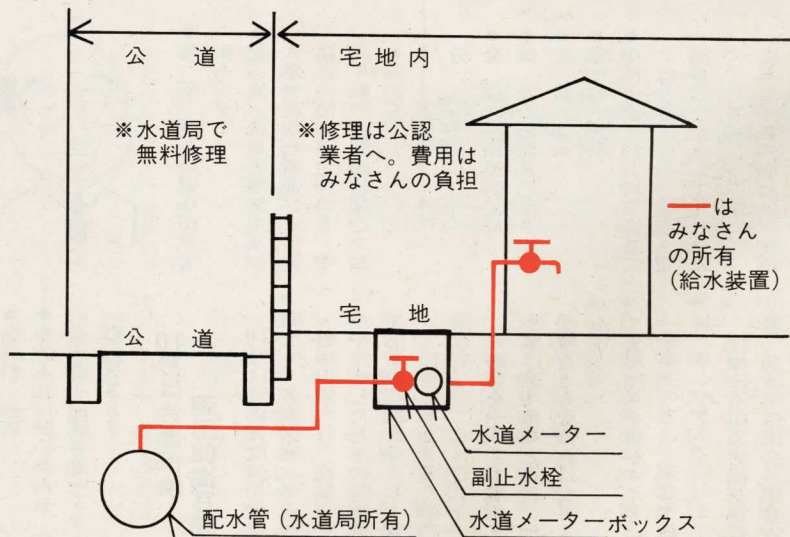 公道
宅地内
※水道局で
無料修理
※修理は公認
業者へ。費用は
みなさんの負担
━は
みなさん
の所有
(給水装置)
公道
宅地
水道メーター
副止水栓
配水管(水道局所有)
水道メーターボックス